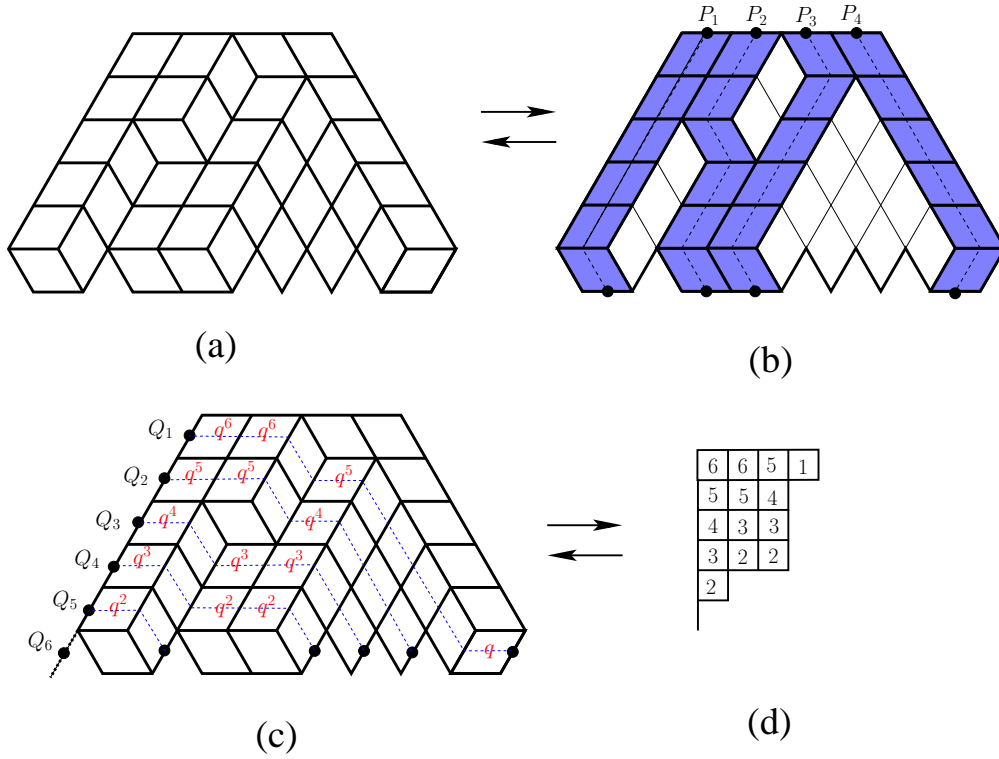 P₁ P₂ P₃ P₄
(a)
(b)
Q₁ q⁶ q⁶
Q₂ q⁵ q⁵ q⁵
Q₃ q⁴ q⁴
Q₄ q³ q³ q³
Q₅ q² q² q²
Q₆ q
6 6 5 1
5 5 4
4 3 3
3 2 2
2
(c)
(d)